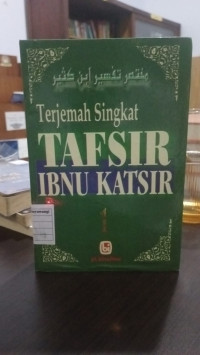 مختصر تفسير ابن كثير
Terjemah Singkat
TAFSIR
IBNU KATSIR